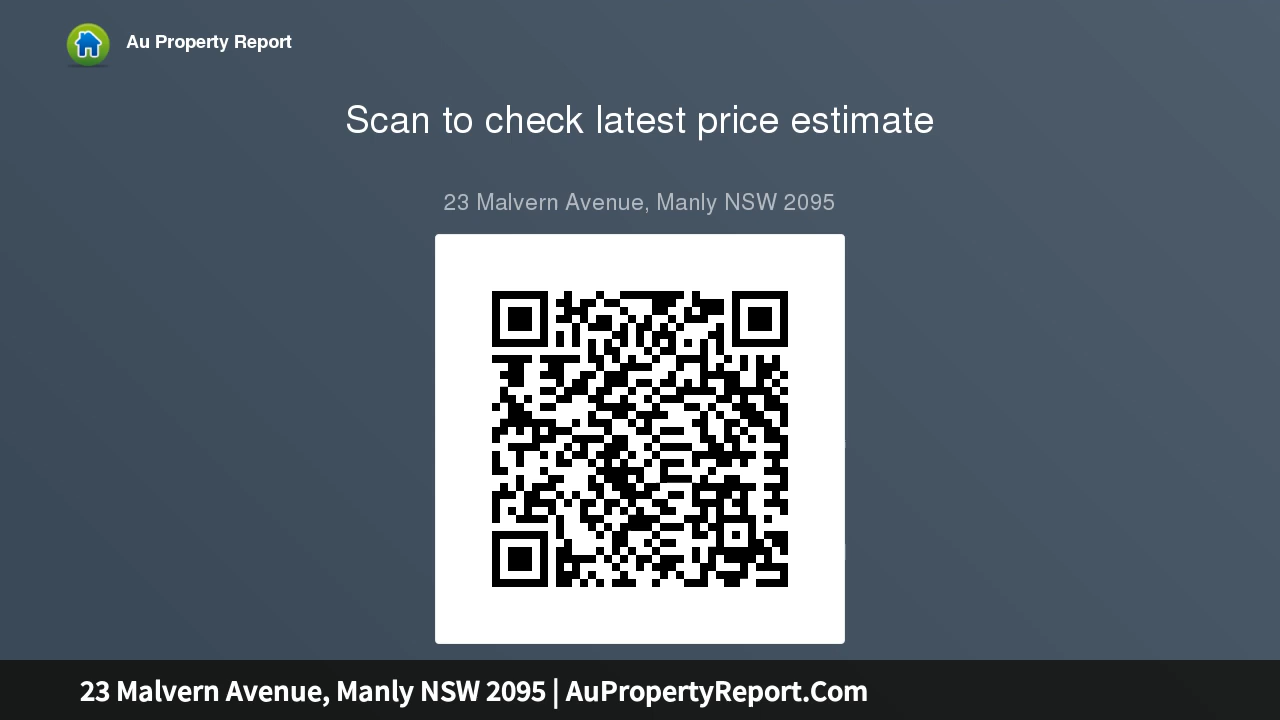 Au Property Report
Scan to check latest price estimate
23 Malvern Avenue, Manly NSW 2095
23 Malvern Avenue, Manly NSW 2095 | AuPropertyReport.Com